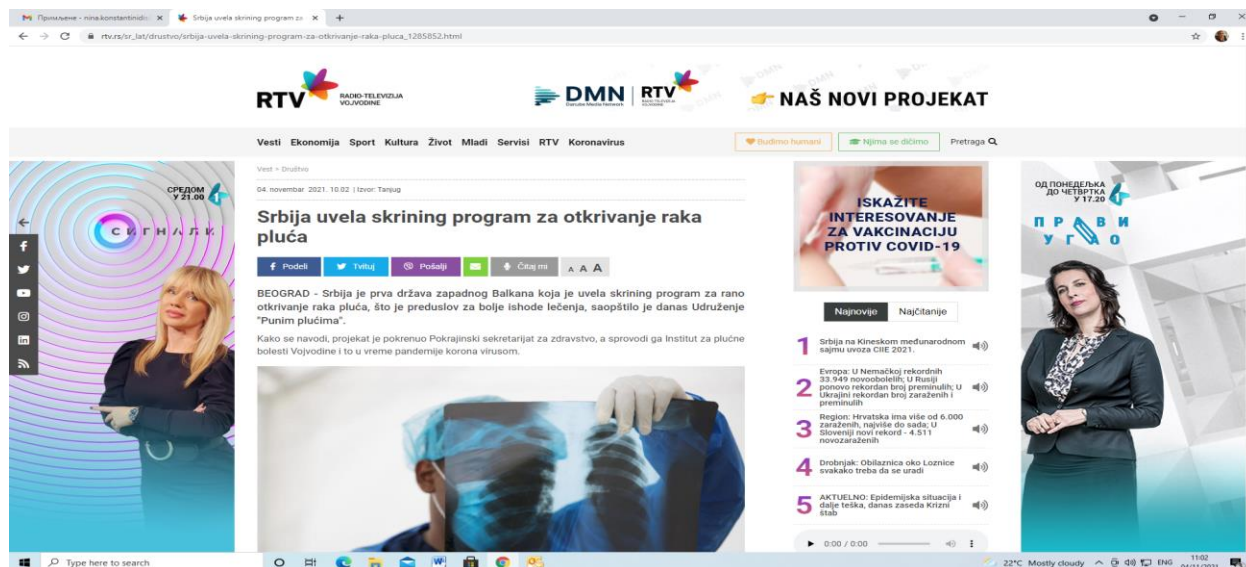 Srbija uvela skrining program za
rtv.rs/sr_lat/drustvo/srbija-uvela-skrining-program-za-otkrivanje-raka-pluca_1285852.html
RTV RADIO-TELEVIZIJA VOJVODINE
DMN Danube Media Network RTV
NAŠ NOVI PROJEKAT
Vesti Ekonomija Sport Kultura Život Mladi Servisi RTV Koronavirus
Budimo humani Njima se dičimo Pretraga
СРЕДОМ
У 21.00
СИГНАЛИ
Vest > Društvo
04. novembar 2021. 10.02 | Izvor: Tanjug
Srbija uvela skrining program za otkrivanje raka
pluća
Podeli Tvituj Pošalji Čitaj mi A A A
BEOGRAD - Srbija je prva država zapadnog Balkana koja je uvela skrining program za rano
otkrivanje raka pluća, što je preduslov za bolje ishode lečenja, saopštilo je danas Udruženje
"Punim plućima".
Kako se navodi, projekat je pokrenuo Pokrajinski sekretarijat za zdravstvo, a sprovodi ga Institut za plućne
bolesti Vojvodine i to u vreme pandemije korona virusom.
ISKAŽITE
INTERESOVANJE
ZA VAKCINACIJU
PROTIV COVID-19
Najnovije Najčitanije
1 Srbija na Kineskom međunarodnom
sajmu uvoza CIIE 2021.
2 Evropa: U Nemačkoj rekordnih
33.949 novoobolelih; U Rusiji
ponovo rekordan broj preminulih; U
Ukrajini rekordan broj zaraženih i
preminulih
3 Region: Hrvatska ima više od 6.000
zaraženih, najviše do sada; U
Sloveniji novi rekord - 4.511
novozaraženih
4 Drobnjak: Obilaznica oko Loznice
svakako treba da se uradi
5 AKTUELNO: Epidemijska situacija i
dalje teška, danas zaseda Krizni
štab
0:00 / 0:00
ОД ПОНЕДЕЉКА
ДО ЧЕТВРТКА
У 17.20
ПРАВИ
УГАО
Type here to search
22°C Mostly cloudy ENG 11:02
04/11/2021